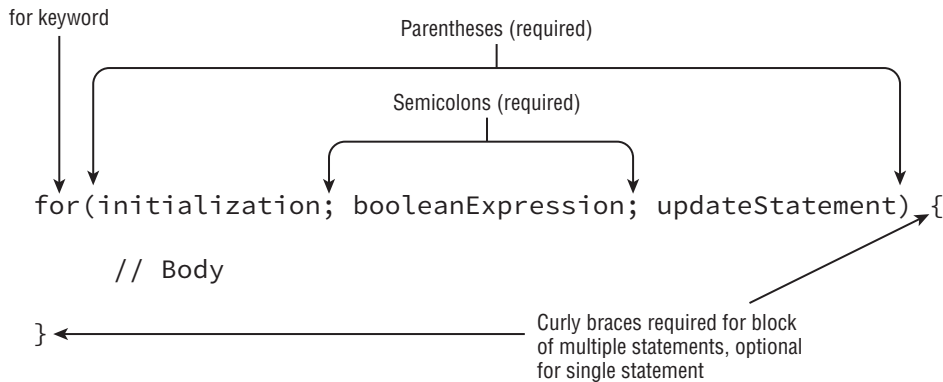 for keyword
Parentheses (required)
Semicolons (required)
for(initialization; booleanExpression; updateStatement) {
// Body
}
Curly braces required for block
of multiple statements, optional
for single statement